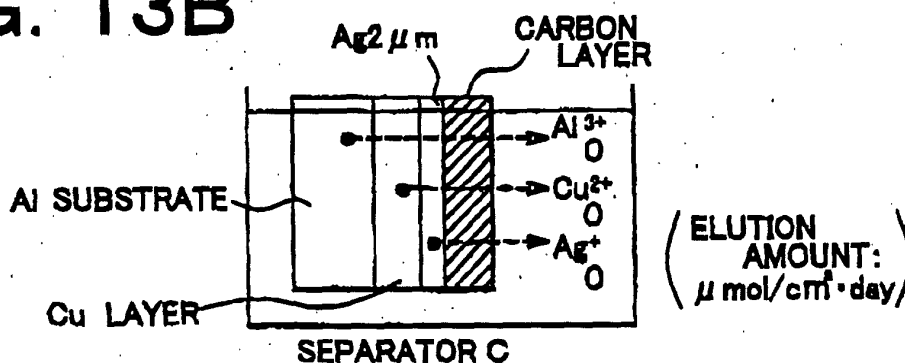 G. 13B
Ag2 μm
CARBON
LAYER
Al³⁺
0
Al SUBSTRATE
Cu²⁺
0
Ag⁺
0
(ELUTION
AMOUNT:
μ mol/cm²·day)
Cu LAYER
SEPARATOR C